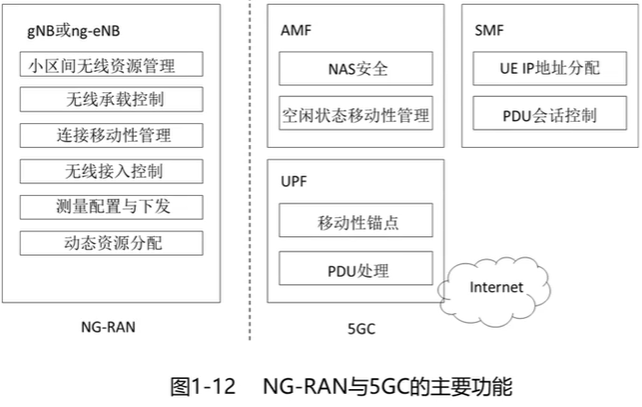 gNB或ng-eNB
小区间无线资源管理
无线承载控制
连接移动性管理
无线接入控制
测量配置与下发
动态资源分配
NG-RAN
AMF
NAS安全
空闲状态移动性管理
SMF
UE IP地址分配
PDU会话控制
UPF
移动性锚点
PDU处理
Internet
5GC
图1-12 NG-RAN与5GC的主要功能